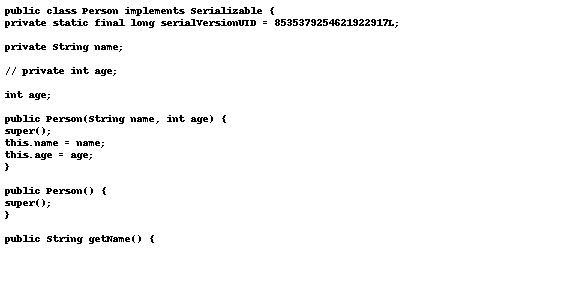 public class Person implements Serializable {
private static final long serialVersionUID = 8535379254621922917L;
private String name;
// private int age;
int age;
public Person(String name, int age) {
super();
this.name = name;
this.age = age;
}
public Person() {
super();
}
public String getName() {